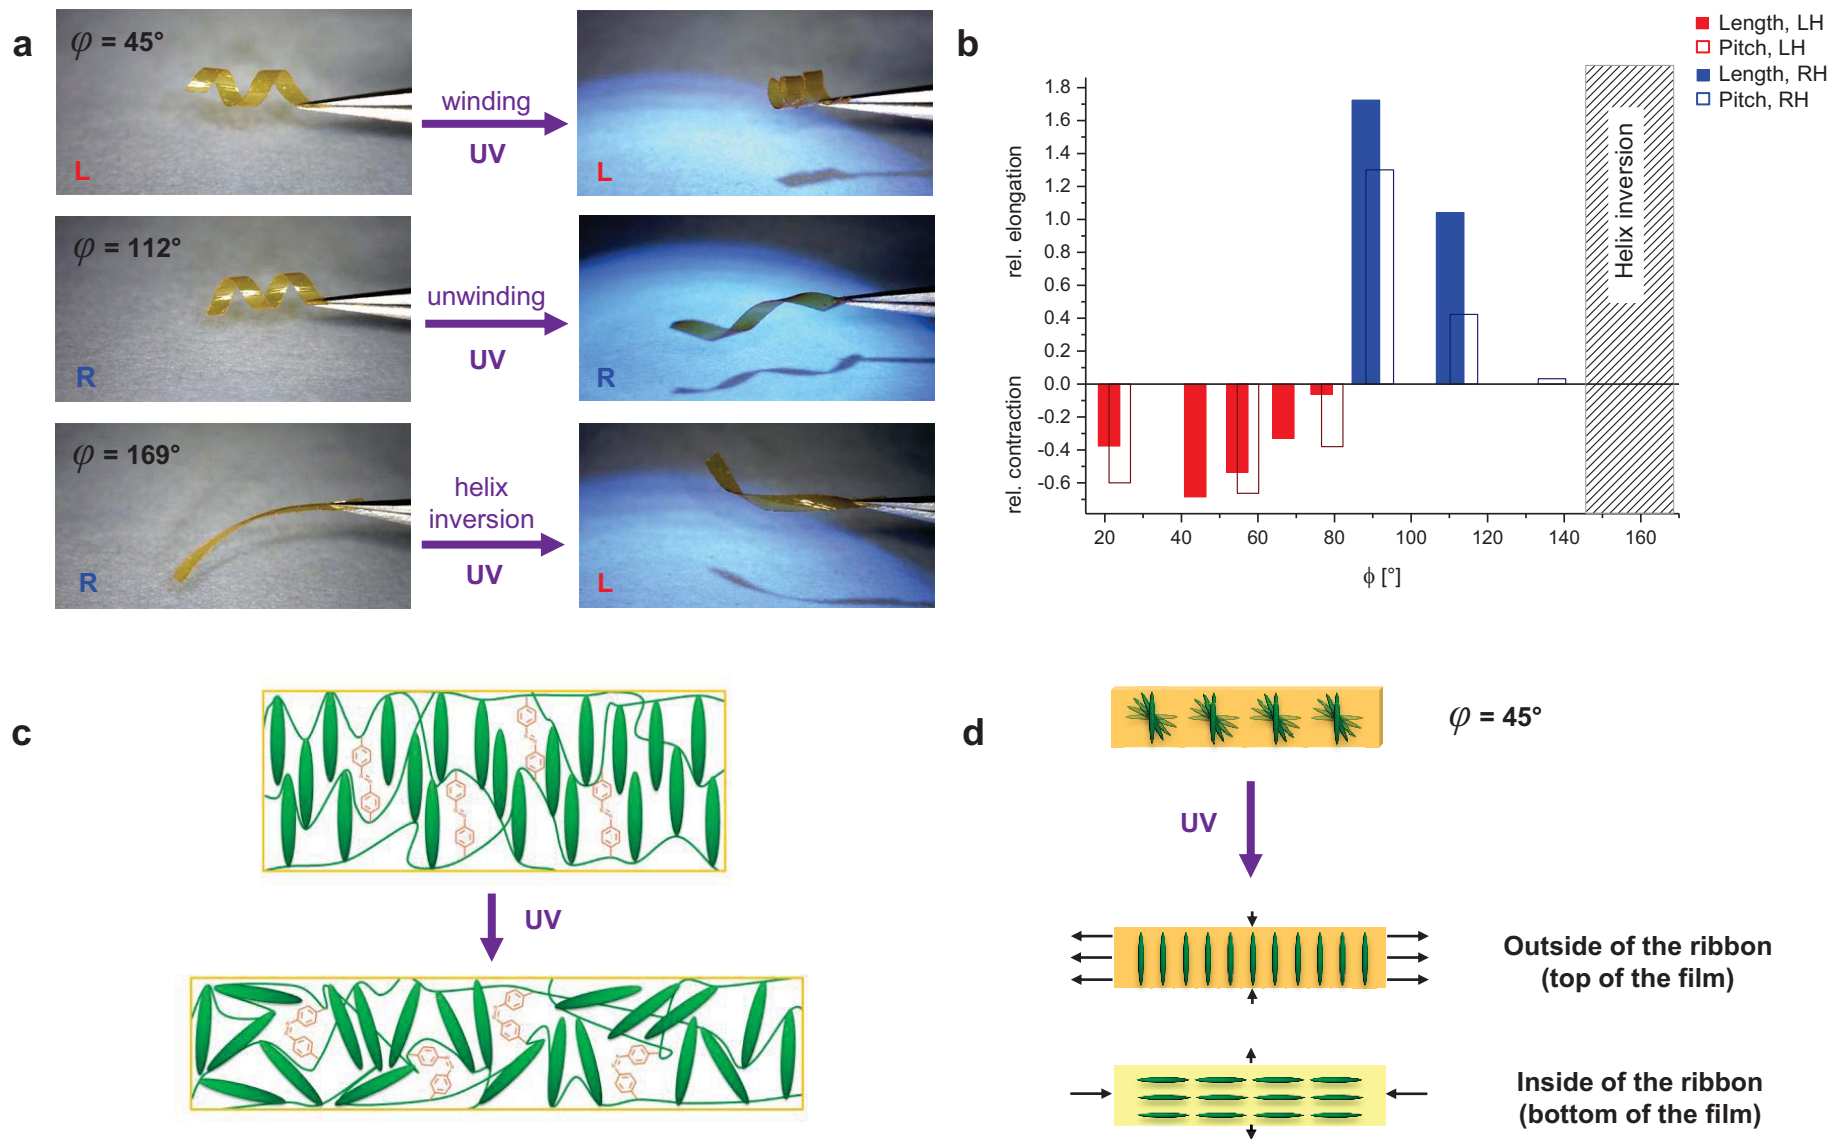 a
φ = 45°
L
winding
UV
L
φ = 112°
R
unwinding
UV
R
φ = 169°
R
helix
inversion
UV
L
b
Length, LH
Pitch, LH
Length, RH
Pitch, RH
rel. elongation
rel. contraction
1.8
1.6
1.4
1.2
1.0
0.8
0.6
0.4
0.2
0.0
-0.2
-0.4
-0.6
Helix inversion
20 40 60 80 100 120 140 160
ϕ [°]
c
UV
d
φ = 45°
UV
Outside of the ribbon
(top of the film)
Inside of the ribbon
(bottom of the film)